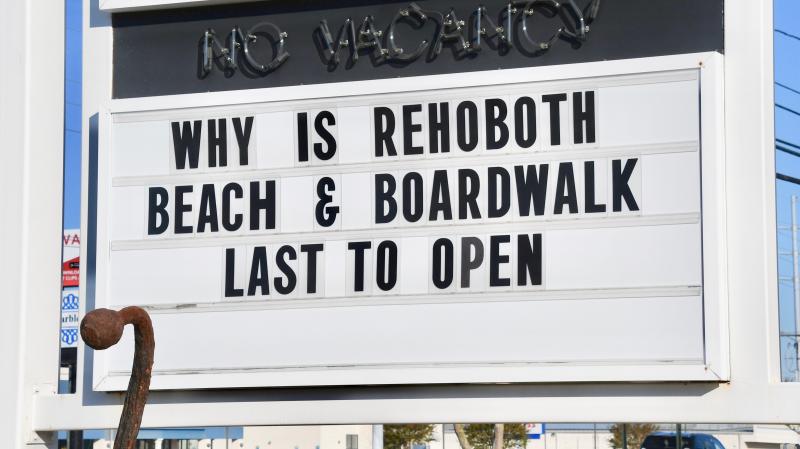 NO VACANCY
WHY IS REHOBOTH
BEACH & BOARDWALK
LAST TO OPEN